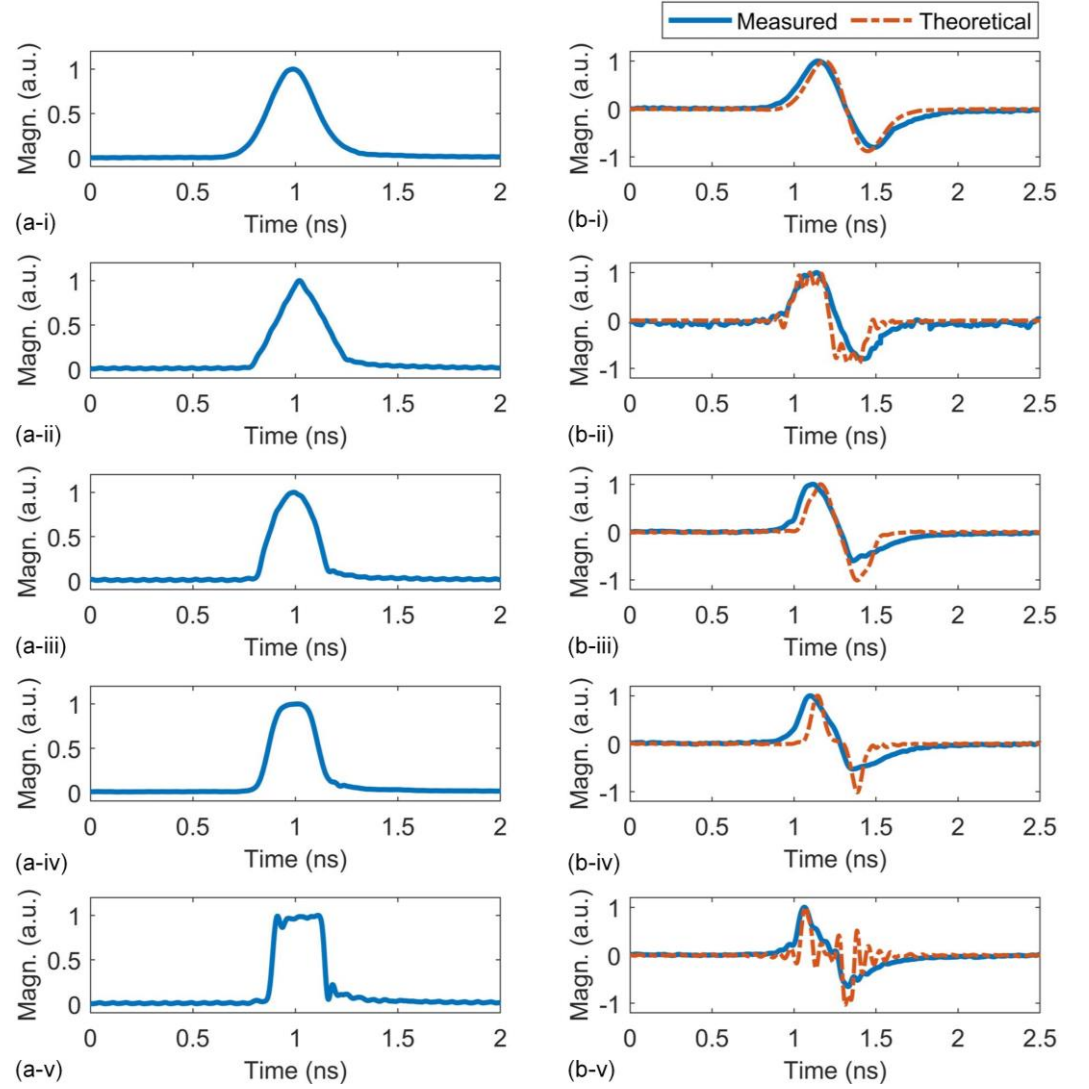 Measured Theoretical
Magn. (a.u.)
1
0.5
0
0 0.5 1 1.5 2
(a-i)
Time (ns)
Magn. (a.u.)
1
0
-1
0 0.5 1 1.5 2 2.5
(b-i)
Time (ns)
Magn. (a.u.)
1
0.5
0
0 0.5 1 1.5 2
(a-ii)
Time (ns)
Magn. (a.u.)
1
0
-1
0 0.5 1 1.5 2 2.5
(b-ii)
Time (ns)
Magn. (a.u.)
1
0.5
0
0 0.5 1 1.5 2
(a-iii)
Time (ns)
Magn. (a.u.)
1
0
-1
0 0.5 1 1.5 2 2.5
(b-iii)
Time (ns)
Magn. (a.u.)
1
0.5
0
0 0.5 1 1.5 2
(a-iv)
Time (ns)
Magn. (a.u.)
1
0
-1
0 0.5 1 1.5 2 2.5
(b-iv)
Time (ns)
Magn. (a.u.)
1
0.5
0
0 0.5 1 1.5 2
(a-v)
Time (ns)
Magn. (a.u.)
1
0
-1
0 0.5 1 1.5 2 2.5
(b-v)
Time (ns)